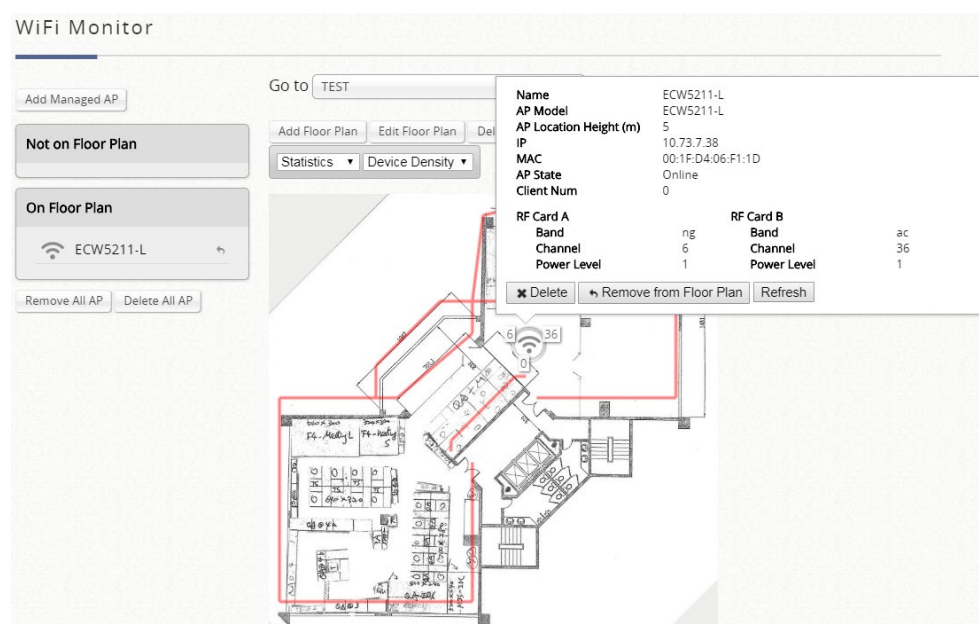 WiFi Monitor
Add Managed AP
Not on Floor Plan
On Floor Plan
ECW5211-L
Remove All AP Delete All AP
Go to TEST
Add Floor Plan Edit Floor Plan Del
Statistics Device Density
Name ECW5211-L
AP Model ECW5211-L
AP Location Height (m) 5
IP 10.73.7.38
MAC 00:1F:D4:06:F1:1D
AP State Online
Client Num 0
RF Card A RF Card B
Band ng Band ac
Channel 6 Channel 36
Power Level 1 Power Level 1
Delete Remove from Floor Plan Refresh
6 36
0